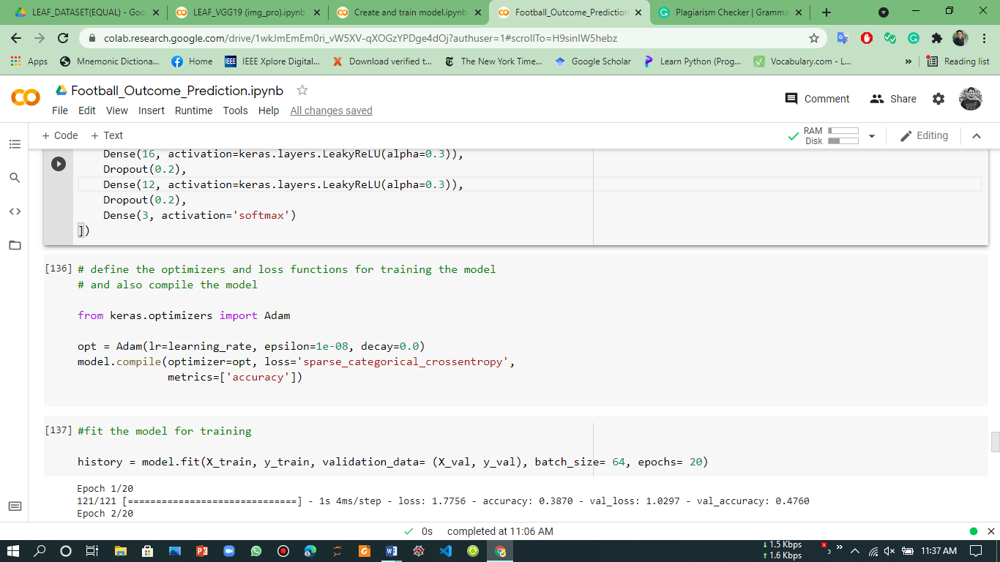 LEAF_DATASET(EQUAL) - Goo
LEAF_VGG19 (img_pro).ipynb
Create and train model.ipynb
Football_Outcome_Prediction
Plagiarism Checker | Gramma
colab.research.google.com/drive/1wkJmEmEm0ri_vW5XV-qXOGzYPDge4dOj?authuser=1#scrollTo=H9sinIW5hebz
Apps
Mnemonic Dictiona...
Home
IEEE
IEEE Xplore Digital...
Download verified t...
The New York Time...
Google Scholar
Learn Python (Prog...
Vocabulary.com - L...
»
Reading list
Football_Outcome_Prediction.ipynb
Comment
Share
File Edit View Insert Runtime Tools Help All changes saved
+ Code + Text
RAM
Disk
Editing
Dense(16, activation=keras.layers.LeakyReLU(alpha=0.3)),
Dropout(0.2),
Dense(12, activation=keras.layers.LeakyReLU(alpha=0.3)),
Dropout(0.2),
Dense(3, activation='softmax')
])
[136] # define the optimizers and loss functions for training the model
# and also compile the model
from keras.optimizers import Adam
opt = Adam(lr=learning_rate, epsilon=1e-08, decay=0.0)
model.compile(optimizer=opt, loss='sparse_categorical_crossentropy',
metrics=['accuracy'])
[137] #fit the model for training
history = model.fit(X_train, y_train, validation_data= (X_val, y_val), batch_size= 64, epochs= 20)
Epoch 1/20
121/121 [==============================] - 1s 4ms/step - loss: 1.7756 - accuracy: 0.3870 - val_loss: 1.0297 - val_accuracy: 0.4760
Epoch 2/20
0s completed at 11:06 AM
1.5 Kbps
1.6 Kbps
11:37 AM